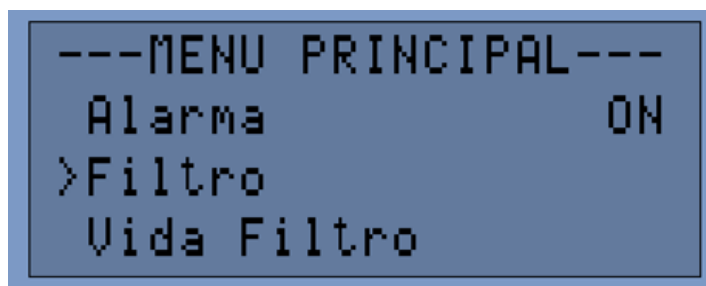 ---MENU PRINCIPAL---
Alarma ON
>Filtro
Vida Filtro